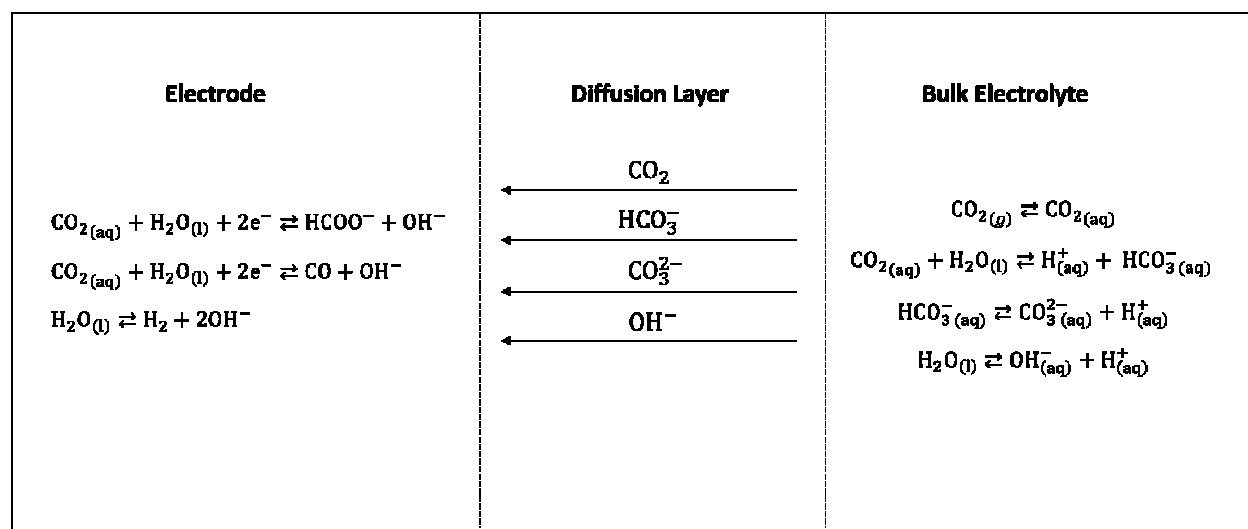 Electrode
CO₂₍aq₎ + H₂O₍l₎ + 2e⁻ ⇄ HCOO⁻ + OH⁻
CO₂₍aq₎ + H₂O₍l₎ + 2e⁻ ⇄ CO + OH⁻
H₂O₍l₎ ⇄ H₂ + 2OH⁻
Diffusion Layer
CO₂
HCO₃⁻
CO₃²⁻
OH⁻
Bulk Electrolyte
CO₂₍g₎ ⇄ CO₂₍aq₎
CO₂₍aq₎ + H₂O₍l₎ ⇄ H⁺₍aq₎ + HCO₃⁻₍aq₎
HCO₃⁻₍aq₎ ⇄ CO₃²⁻₍aq₎ + H⁺₍aq₎
H₂O₍l₎ ⇄ OH⁻₍aq₎ + H⁺₍aq₎